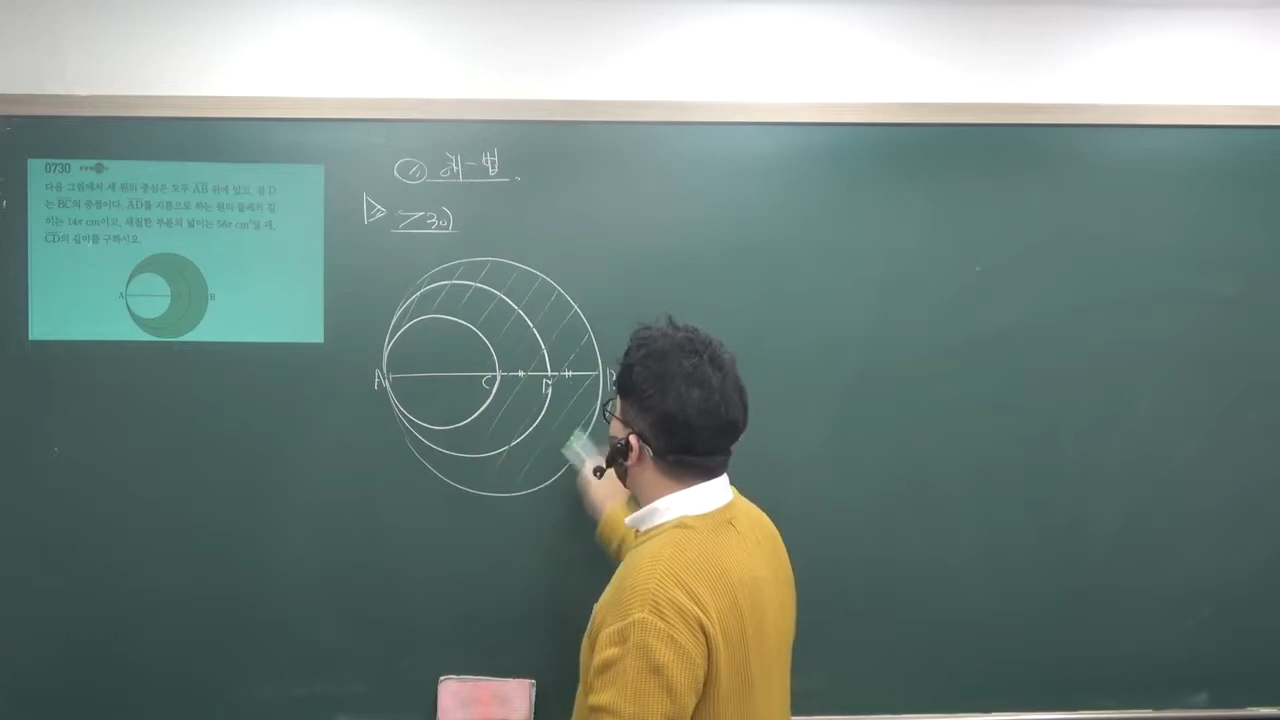 0730
다음 그림에서 세 원의 중심은 모두 AB 위에 있고, 점 D
는 BC의 중점이다. AD를 지름으로 하는 원의 둘레의 길
이는 14π cm이고, 색칠한 부분의 넓이는 56π cm²일 때,
CD의 길이를 구하시오.
A B
해-법
730)
A C D